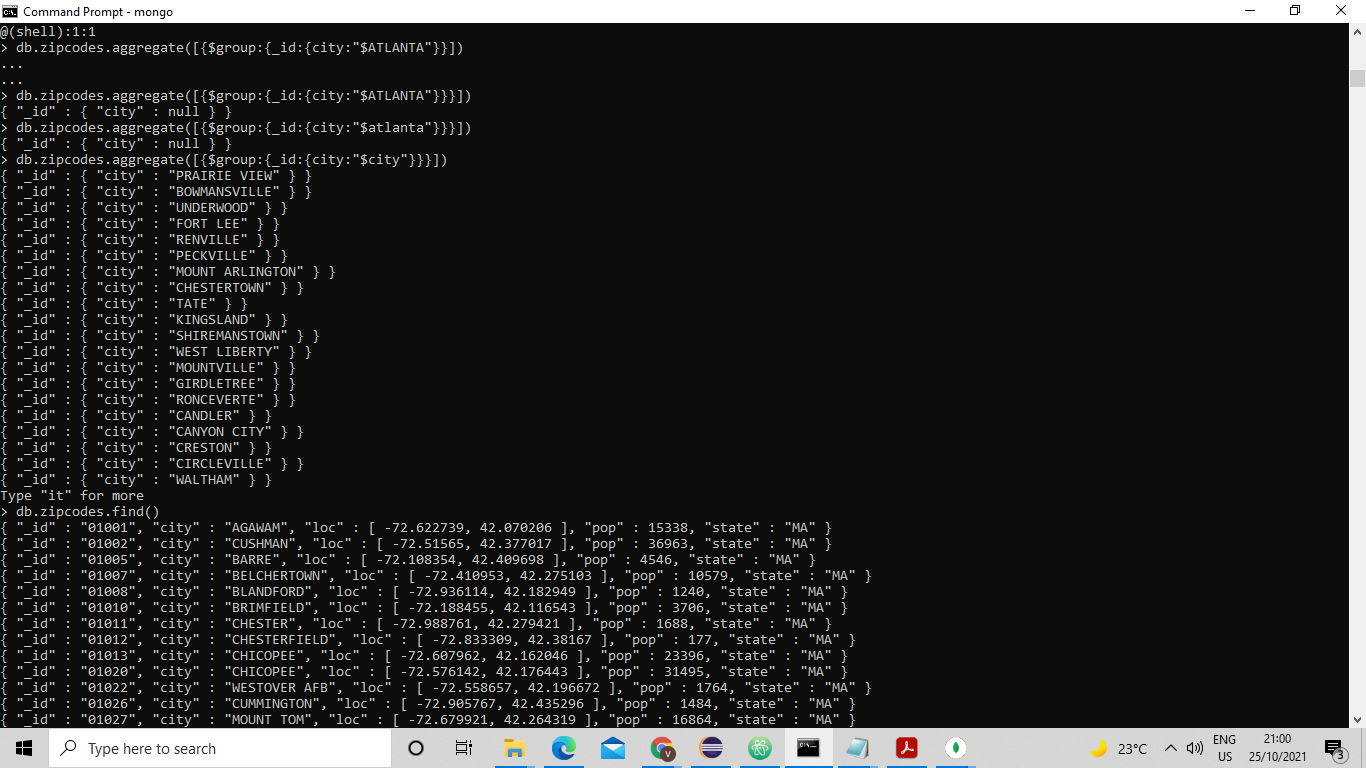 Command Prompt - mongo
@(shell):1:1
> db.zipcodes.aggregate([{$group:{_id:{city:"$ATLANTA"}}])
...
...
> db.zipcodes.aggregate([{$group:{_id:{city:"$ATLANTA"}}}])
{ "_id" : { "city" : null } }
> db.zipcodes.aggregate([{$group:{_id:{city:"$atlanta"}}}])
{ "_id" : { "city" : null } }
> db.zipcodes.aggregate([{$group:{_id:{city:"$city"}}}])
{ "_id" : { "city" : "PRAIRIE VIEW" } }
{ "_id" : { "city" : "BOWMANSVILLE" } }
{ "_id" : { "city" : "UNDERWOOD" } }
{ "_id" : { "city" : "FORT LEE" } }
{ "_id" : { "city" : "RENVILLE" } }
{ "_id" : { "city" : "PECKVILLE" } }
{ "_id" : { "city" : "MOUNT ARLINGTON" } }
{ "_id" : { "city" : "CHESTERTOWN" } }
{ "_id" : { "city" : "TATE" } }
{ "_id" : { "city" : "KINGSLAND" } }
{ "_id" : { "city" : "SHIREMANSTOWN" } }
{ "_id" : { "city" : "WEST LIBERTY" } }
{ "_id" : { "city" : "MOUNTVILLE" } }
{ "_id" : { "city" : "GIRDLETREE" } }
{ "_id" : { "city" : "RONCEVERTE" } }
{ "_id" : { "city" : "CANDLER" } }
{ "_id" : { "city" : "CANYON CITY" } }
{ "_id" : { "city" : "CRESTON" } }
{ "_id" : { "city" : "CIRCLEVILLE" } }
{ "_id" : { "city" : "WALTHAM" } }
Type "it" for more
> db.zipcodes.find()
{ "_id" : "01001", "city" : "AGAWAM", "loc" : [ -72.622739, 42.070206 ], "pop" : 15338, "state" : "MA" }
{ "_id" : "01002", "city" : "CUSHMAN", "loc" : [ -72.51565, 42.377017 ], "pop" : 36963, "state" : "MA" }
{ "_id" : "01005", "city" : "BARRE", "loc" : [ -72.108354, 42.409698 ], "pop" : 4546, "state" : "MA" }
{ "_id" : "01007", "city" : "BELCHERTOWN", "loc" : [ -72.410953, 42.275103 ], "pop" : 10579, "state" : "MA" }
{ "_id" : "01008", "city" : "BLANDFORD", "loc" : [ -72.936114, 42.182949 ], "pop" : 1240, "state" : "MA" }
{ "_id" : "01010", "city" : "BRIMFIELD", "loc" : [ -72.188455, 42.116543 ], "pop" : 3706, "state" : "MA" }
{ "_id" : "01011", "city" : "CHESTER", "loc" : [ -72.988761, 42.279421 ], "pop" : 1688, "state" : "MA" }
{ "_id" : "01012", "city" : "CHESTERFIELD", "loc" : [ -72.833309, 42.38167 ], "pop" : 177, "state" : "MA" }
{ "_id" : "01013", "city" : "CHICOPEE", "loc" : [ -72.607962, 42.162046 ], "pop" : 23396, "state" : "MA" }
{ "_id" : "01020", "city" : "CHICOPEE", "loc" : [ -72.576142, 42.176443 ], "pop" : 31495, "state" : "MA" }
{ "_id" : "01022", "city" : "WESTOVER AFB", "loc" : [ -72.558657, 42.196672 ], "pop" : 1764, "state" : "MA" }
{ "_id" : "01026", "city" : "CUMMINGTON", "loc" : [ -72.905767, 42.435296 ], "pop" : 1484, "state" : "MA" }
{ "_id" : "01027", "city" : "MOUNT TOM", "loc" : [ -72.679921, 42.264319 ], "pop" : 16864, "state" : "MA" }
Type here to search
23°C
ENG
US
21:00
25/10/2021
3